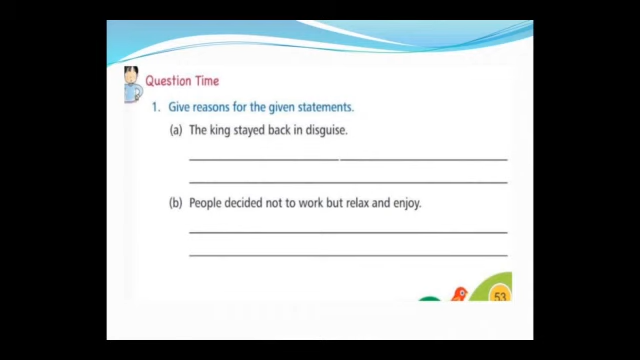 Question Time
1. Give reasons for the given statements.
(a) The king stayed back in disguise.
(b) People decided not to work but relax and enjoy.
53